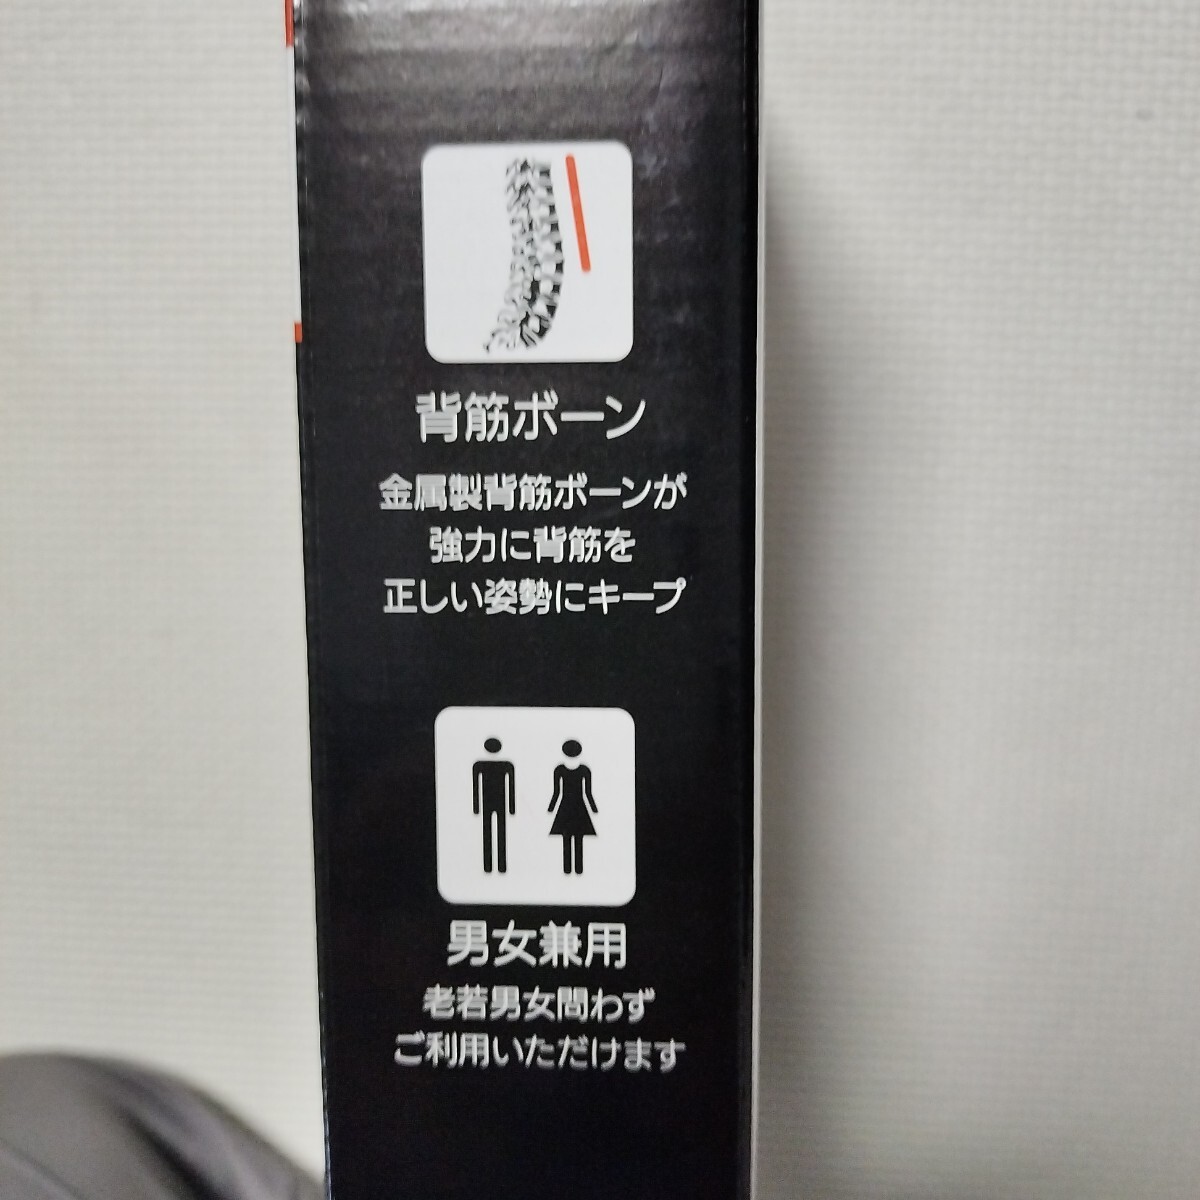 背筋ボーン
金属製背筋ボーンが
強力に背筋を
正しい姿勢にキープ
男女兼用
老若男女問わず
ご利用いただけます